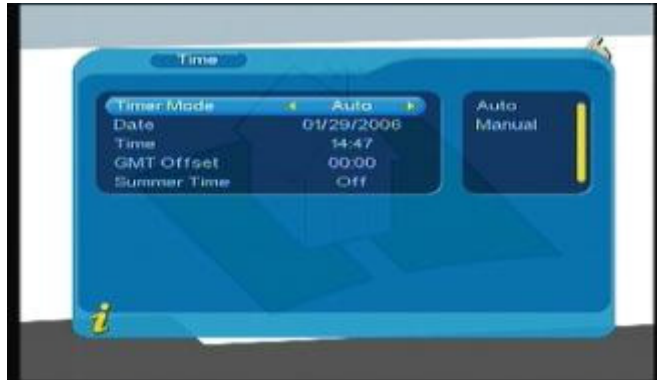 Time
Timer Mode Auto
Date 01/29/2006
Time 14:47
GMT Offset 00:00
Summer Time Off
Auto
Manual
i